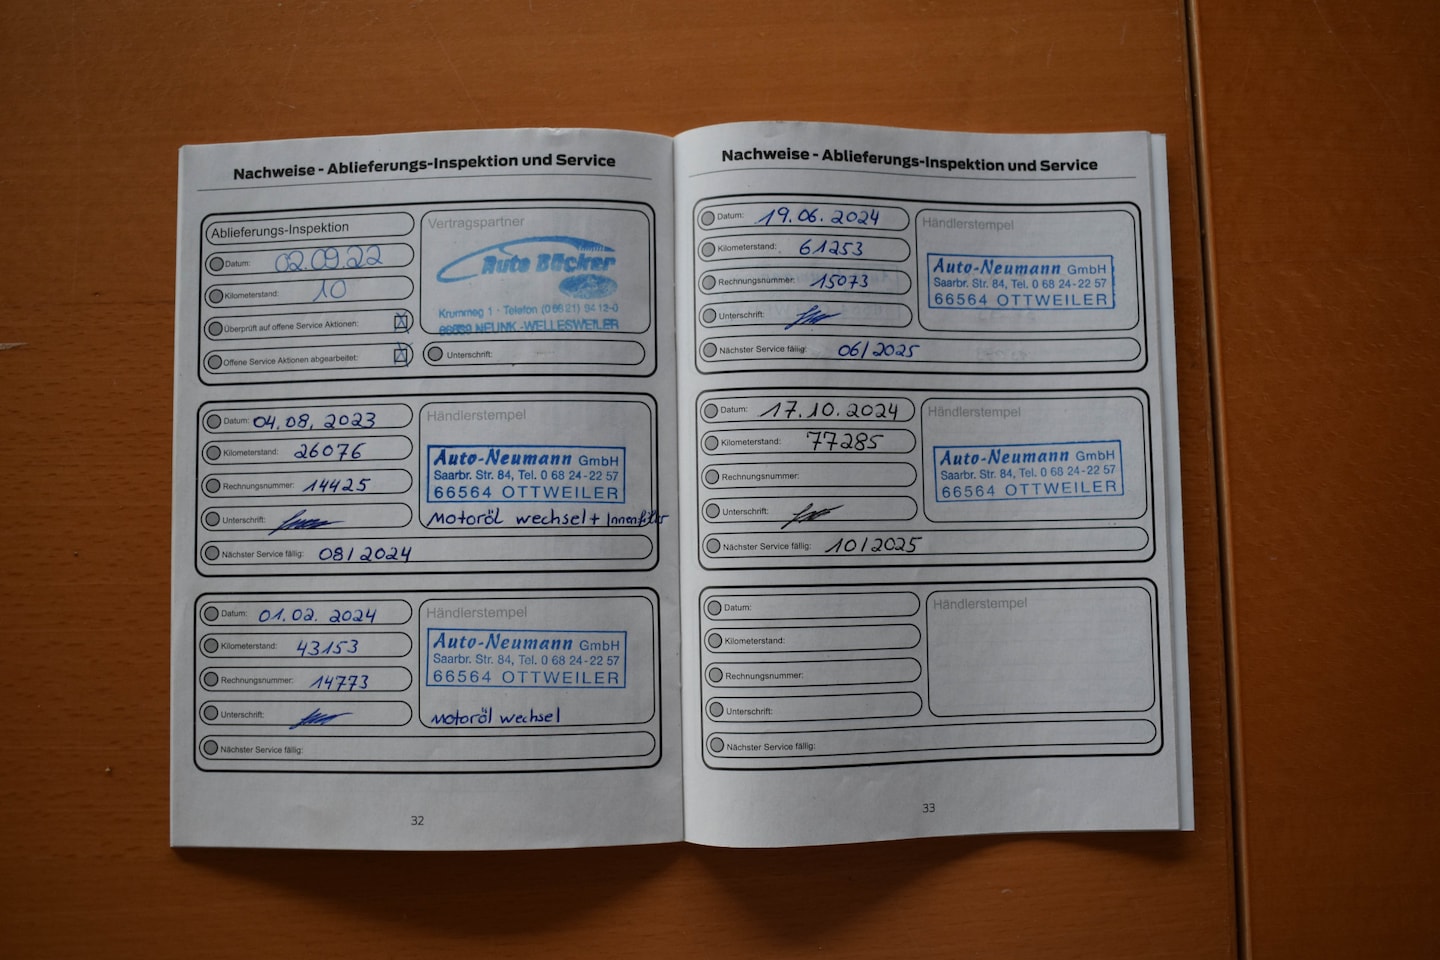 Nachweise - Ablieferungs-Inspektion und Service
Ablieferungs-Inspektion
Datum: 02.09.22
Kilometerstand: 10
Überprüft auf offene Service Aktionen: X
Offene Service Aktionen abgearbeitet: X
Vertragspartner
Auto Bäcker
Krummeg 1 · Telefon (0 68 21) 94 12-0
66539 NEUNK.-WELLESWEILER
Unterschrift:
Datum: 04.08.2023
Kilometerstand: 26076
Rechnungsnummer: 14425
Unterschrift:
Händlerstempel
Auto-Neumann GmbH
Saarbr. Str. 84, Tel. 0 68 24-22 57
66564 OTTWEILER
Motoröl wechsel + Innenfilter
Nächster Service fällig: 08/2024
Datum: 01.02.2024
Kilometerstand: 43153
Rechnungsnummer: 14773
Unterschrift:
Händlerstempel
Auto-Neumann GmbH
Saarbr. Str. 84, Tel. 0 68 24-22 57
66564 OTTWEILER
Motoröl wechsel
Nächster Service fällig:
32
Nachweise - Ablieferungs-Inspektion und Service
Datum: 19.06.2024
Kilometerstand: 61253
Rechnungsnummer: 15073
Unterschrift:
Händlerstempel
Auto-Neumann GmbH
Saarbr. Str. 84, Tel. 0 68 24-22 57
66564 OTTWEILER
Nächster Service fällig: 06/2025
Datum: 17.10.2024
Kilometerstand: 77285
Rechnungsnummer:
Unterschrift:
Händlerstempel
Auto-Neumann GmbH
Saarbr. Str. 84, Tel. 0 68 24-22 57
66564 OTTWEILER
Nächster Service fällig: 10/2025
Datum:
Kilometerstand:
Rechnungsnummer:
Unterschrift:
Händlerstempel
Nächster Service fällig:
33